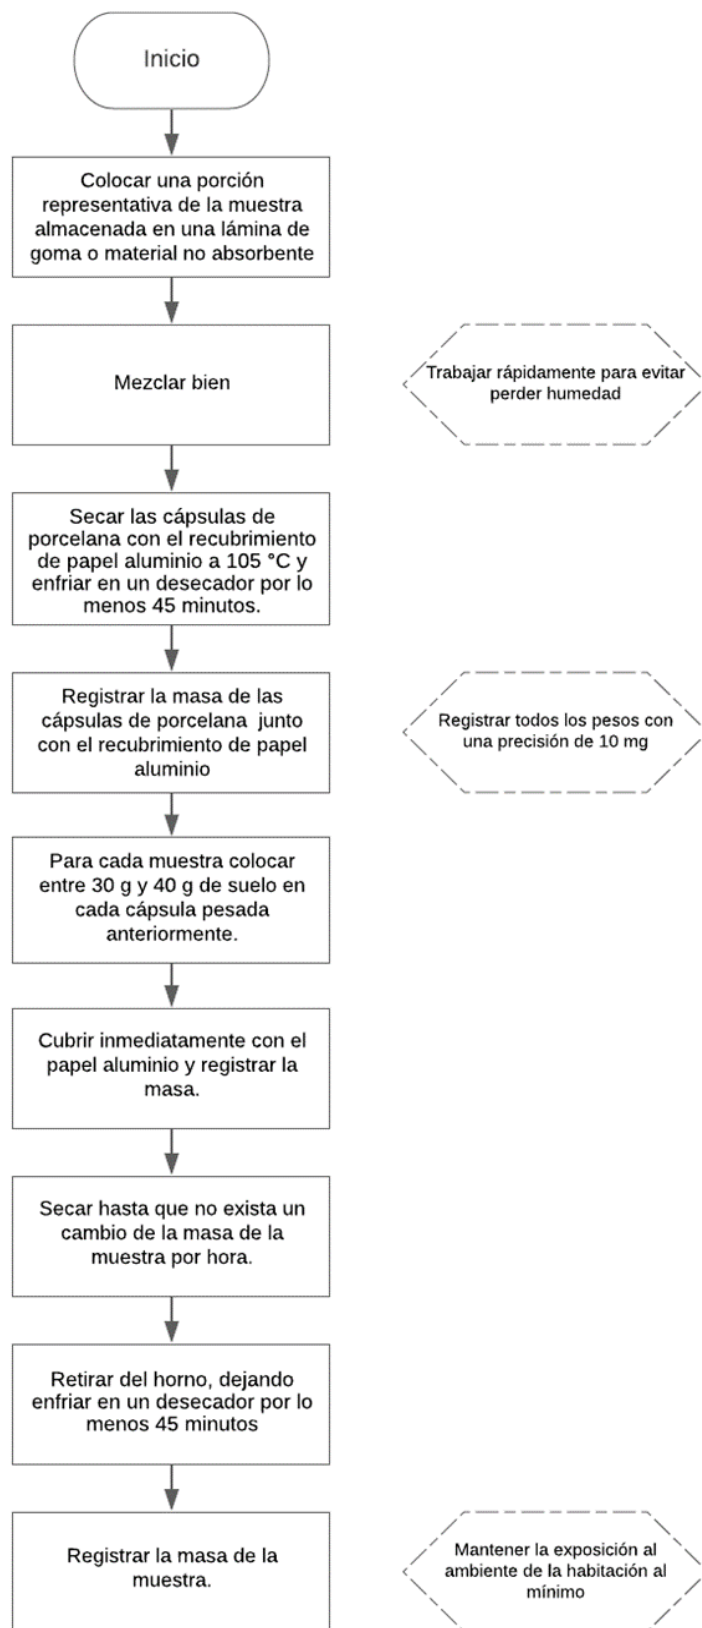 Inicio
Colocar una porción
representativa de la muestra
almacenada en una lámina de
goma o material no absorbente
Mezclar bien
Trabajar rápidamente para evitar
perder humedad
Secar las cápsulas de
porcelana con el recubrimiento
de papel aluminio a 105 °C y
enfriar en un desecador por lo
menos 45 minutos.
Registrar la masa de las
cápsulas de porcelana junto
con el recubrimiento de papel
aluminio
Registrar todos los pesos con
una precisión de 10 mg
Para cada muestra colocar
entre 30 g y 40 g de suelo en
cada cápsula pesada
anteriormente.
Cubrir inmediatamente con el
papel aluminio y registrar la
masa.
Secar hasta que no exista un
cambio de la masa de la
muestra por hora.
Retirar del horno, dejando
enfriar en un desecador por lo
menos 45 minutos
Registrar la masa de la
muestra.
Mantener la exposición al
ambiente de la habitación al
mínimo